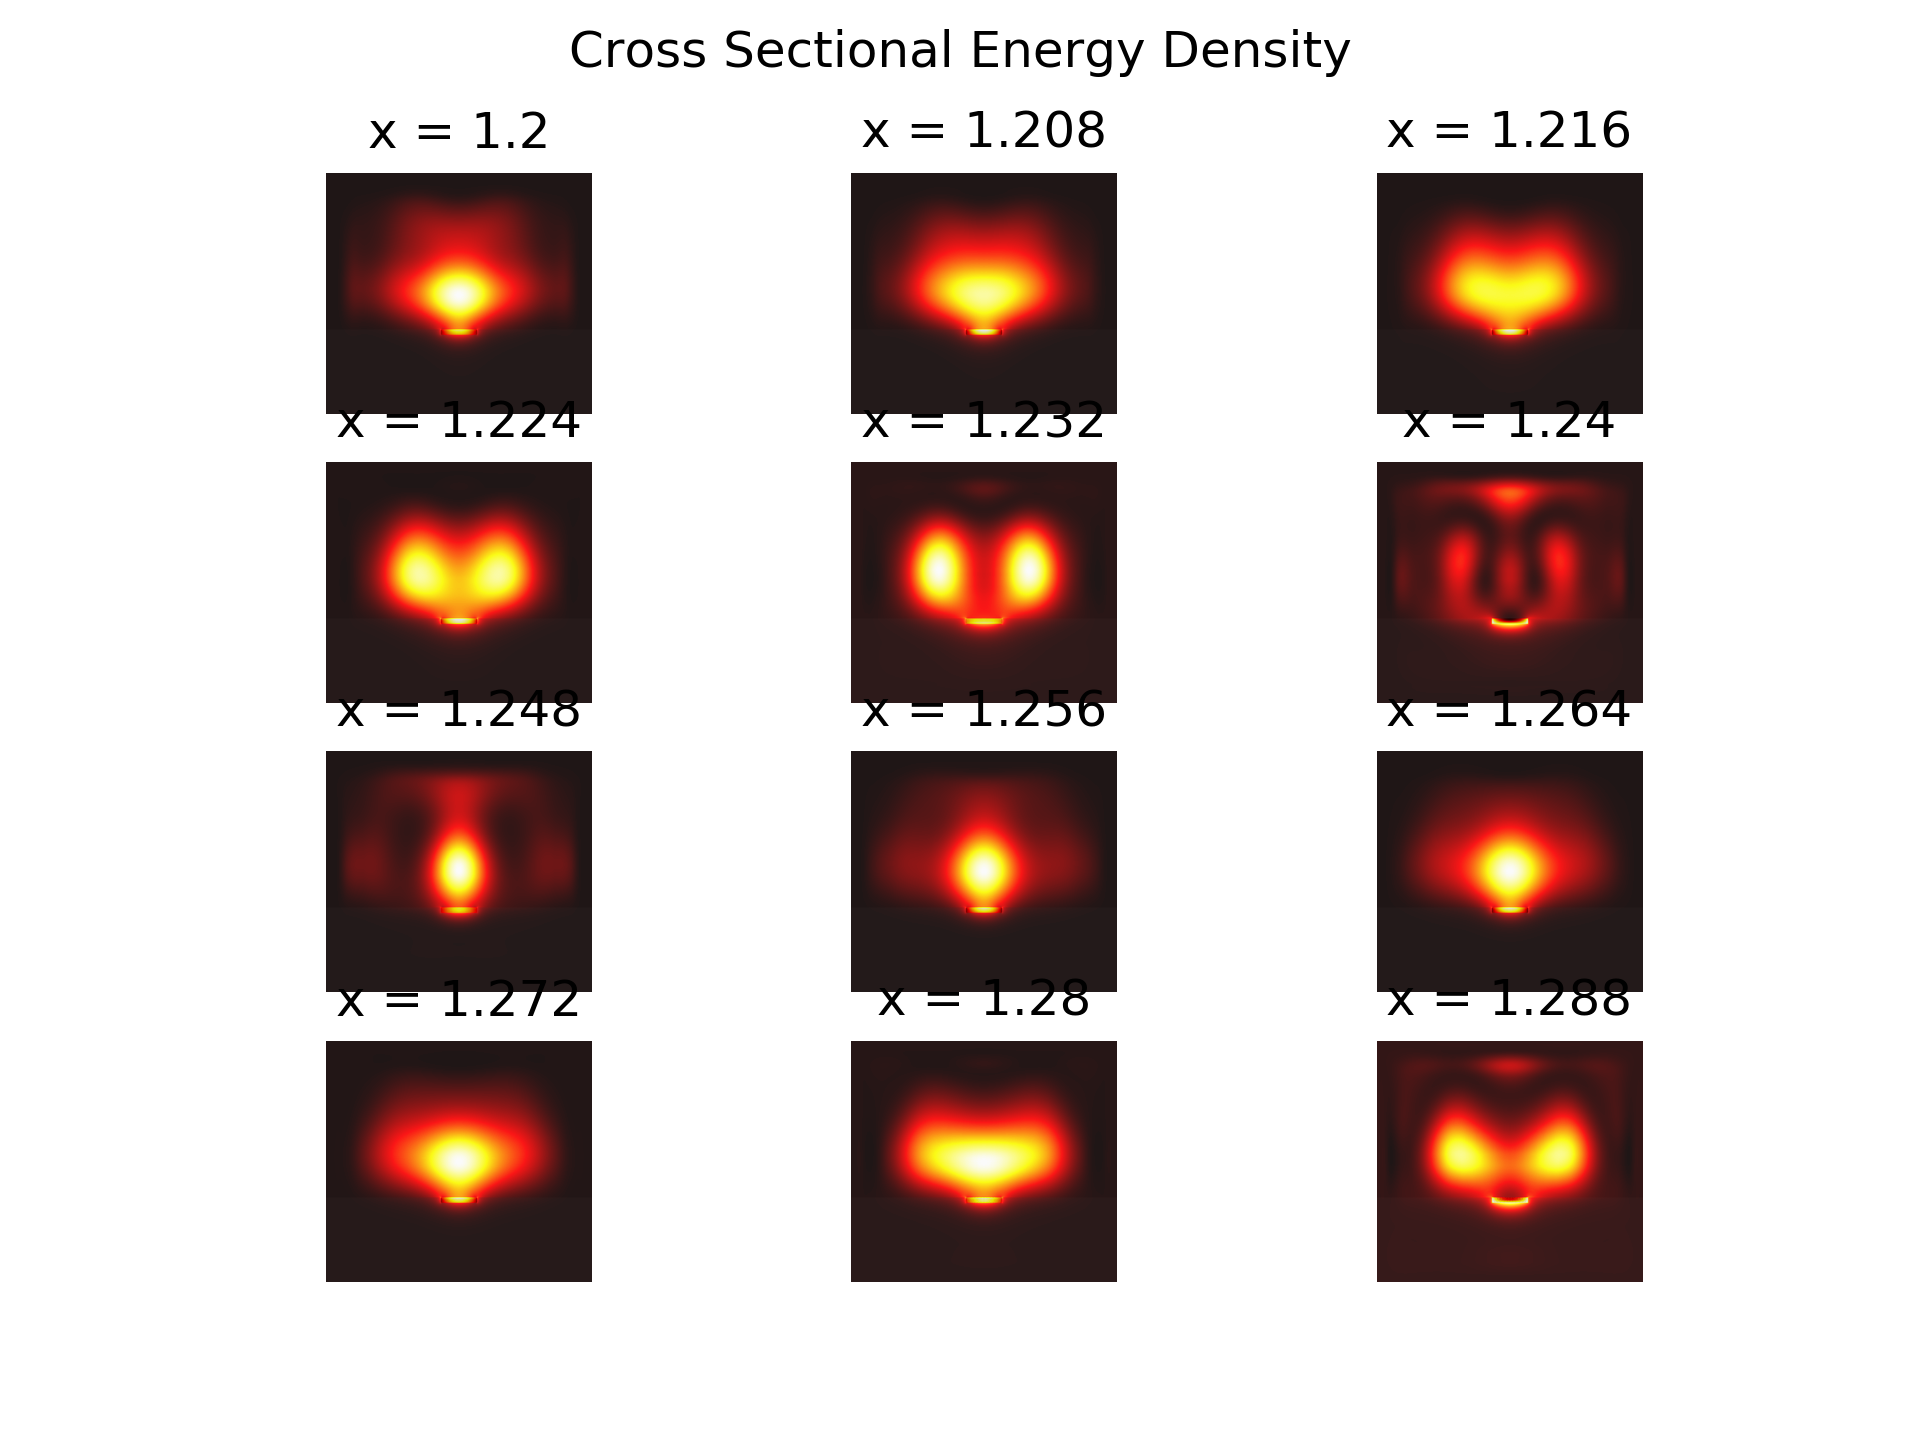 Cross Sectional Energy Density
x = 1.2
x = 1.208
x = 1.216
x = 1.224
x = 1.232
x = 1.24
x = 1.248
x = 1.256
x = 1.264
x = 1.272
x = 1.28
x = 1.288